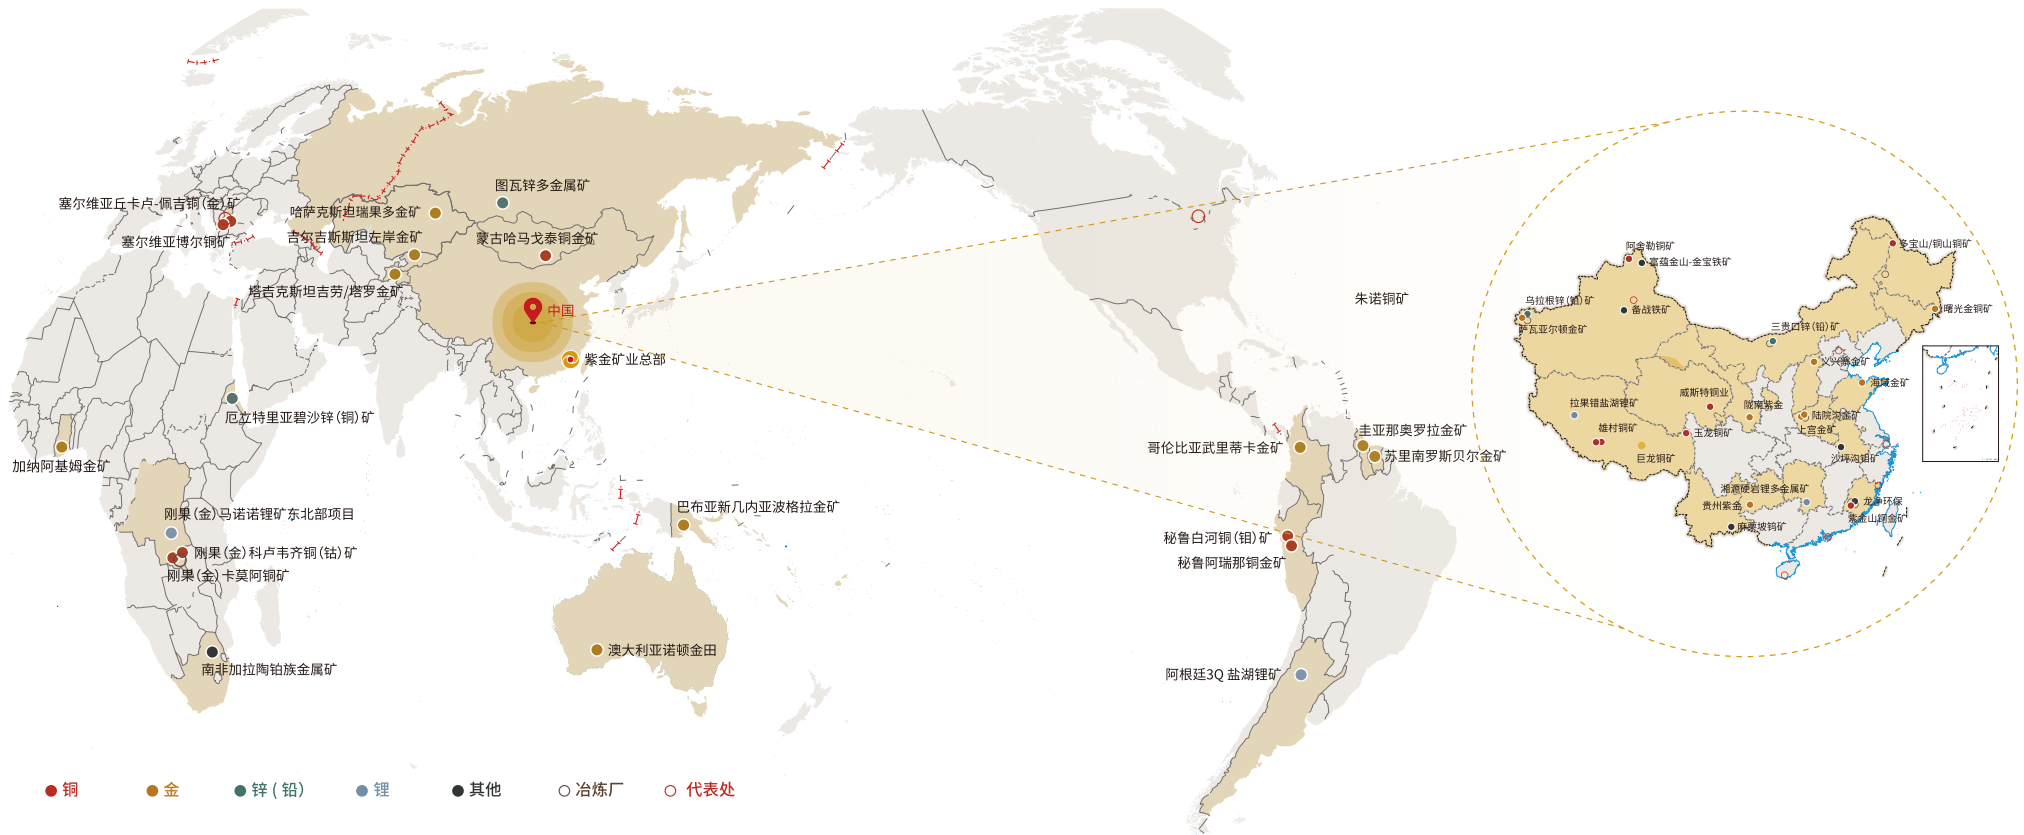 图瓦锌多金属矿
塞尔维亚丘卡卢-佩吉铜(金)矿
哈萨克斯坦瑞果多金矿
塞尔维亚博尔铜矿
吉尔吉斯斯坦左岸金矿
蒙古哈马戈泰铜金矿
塔吉克斯坦吉劳/塔罗金矿
中国
紫金矿业总部
厄立特里亚碧沙锌(铜)矿
加纳阿基姆金矿
刚果(金)马诺诺锂矿东北部项目
刚果(金)科卢韦齐铜(钴)矿
刚果(金)卡莫阿铜矿
南非加拉陶铂族金属矿
巴布亚新几内亚波格拉金矿
澳大利亚诺顿金田
朱诺铜矿
圭亚那奥罗拉金矿
哥伦比亚武里蒂卡金矿
苏里南罗斯贝尔金矿
秘鲁白河铜(钼)矿
秘鲁阿瑞那铜金矿
阿根廷3Q 盐湖锂矿
多宝山/铜山铜矿
阿舍勒铜矿
富蕴金山-金宝铁矿
乌拉根锌(铅)矿
备战铁矿
曙光金铜矿
萨瓦亚尔顿金矿
三贵口锌(铅)矿
义兴寨金矿
海域金矿
威斯特铜业
拉果错盐湖锂矿
陇南紫金
陆院沟金矿
雄村铜矿
玉龙铜矿
上宫金矿
巨龙铜矿
沙坪沟钼矿
湘源硬岩锂多金属矿
贵州紫金
龙净环保
紫金山铜金矿
麻栗坡钨矿
铜
金
锌 ( 铅)
锂
其他
冶炼厂
代表处